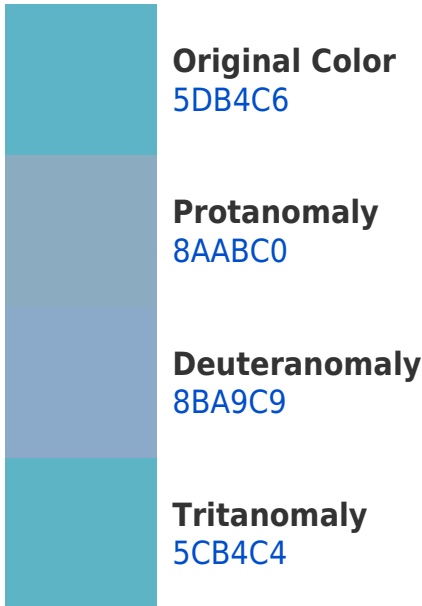 Original Color
5DB4C6
Protanomaly
8AABC0
Deuteranomaly
8BA9C9
Tritanomaly
5CB4C4